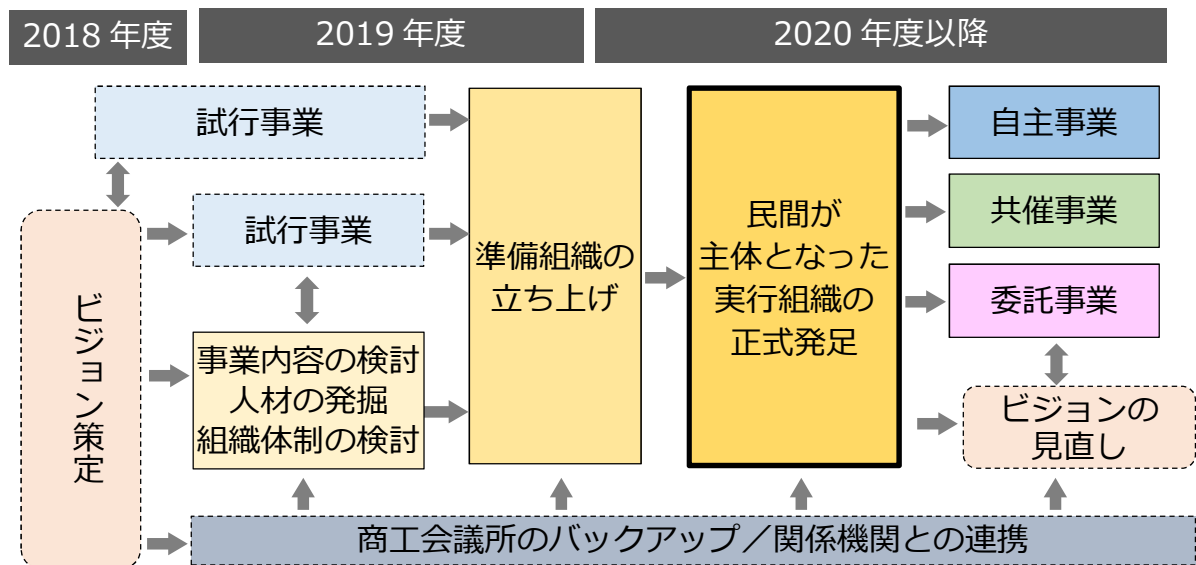 2018 年度
2019 年度
2020 年度以降
試行事業
試行事業
ビジョン策定
事業内容の検討
人材の発掘
組織体制の検討
準備組織の
立ち上げ
民間が
主体となった
実行組織の
正式発足
自主事業
共催事業
委託事業
ビジョンの
見直し
商工会議所のバックアップ／関係機関との連携